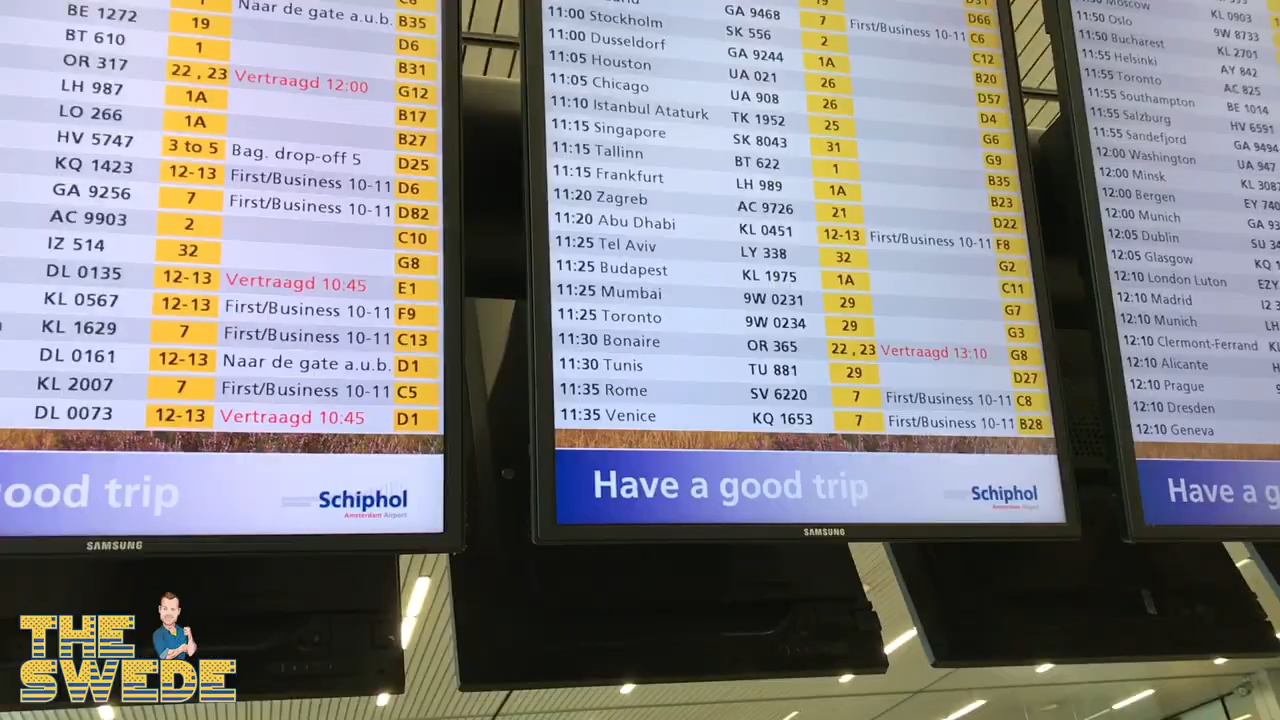 Naar de gate a.u.b. B35
BE 1272 19 D6
BT 610 1 B31
OR 317 22 , 23 Vertraagd 12:00 G12
LH 987 1A B17
LO 266 1A B27
HV 5747 3 to 5 Bag. drop-off 5 D25
KQ 1423 12-13 First/Business 10-11 D6
GA 9256 7 First/Business 10-11 D82
AC 9903 2 C10
IZ 514 32 G8
DL 0135 12-13 Vertraagd 10:45 E1
KL 0567 12-13 First/Business 10-11 F9
KL 1629 7 First/Business 10-11 C13
DL 0161 12-13 Naar de gate a.u.b. D1
KL 2007 7 First/Business 10-11 C5
DL 0073 12-13 Vertraagd 10:45 D1
ood trip
Schiphol
Amsterdam Airport
SAMSUNG
D66
GA 9468 7 First/Business 10-11 C6
11:00 Stockholm SK 556 2 C12
11:00 Dusseldorf GA 9244 1A B20
11:05 Houston UA 021 26 D57
11:05 Chicago UA 908 26 D4
11:10 Istanbul Ataturk TK 1952 25 G6
11:15 Singapore SK 8043 31 G9
11:15 Tallinn BT 622 1 B35
11:15 Frankfurt LH 989 1A B23
11:20 Zagreb AC 9726 21 D22
11:20 Abu Dhabi KL 0451 12-13 First/Business 10-11 F8
11:25 Tel Aviv LY 338 32 G2
11:25 Budapest KL 1975 1A C11
11:25 Mumbai 9W 0231 29 G7
11:25 Toronto 9W 0234 29 G3
11:30 Bonaire OR 365 22 , 23 Vertraagd 13:10 G8
11:30 Tunis TU 881 29 D27
11:35 Rome SV 6220 7 First/Business 10-11 C8
11:35 Venice KQ 1653 7 First/Business 10-11 B28
Have a good trip
Schiphol
Amsterdam Airport
SAMSUNG
Moscow KL 0903
11:50 Oslo 9W 8733
11:50 Bucharest KL 2701
11:55 Helsinki AY 842
11:55 Toronto AC 825
11:55 Southampton BE 1014
11:55 Salzburg HV 6591
11:55 Sandefjord GA 9494
12:00 Washington UA 947
12:00 Minsk KL 308
12:00 Bergen EY 740
12:00 Munich GA 93
12:05 Dublin SU 3
12:05 Glasgow KQ 1
12:10 London Luton EZY
12:10 Madrid I2 3
12:10 Munich LH
12:10 Clermont-Ferrand KL
12:10 Alicante H
12:10 Prague
12:10 Dresden
12:10 Geneva
Have a g
THE
SWEDE